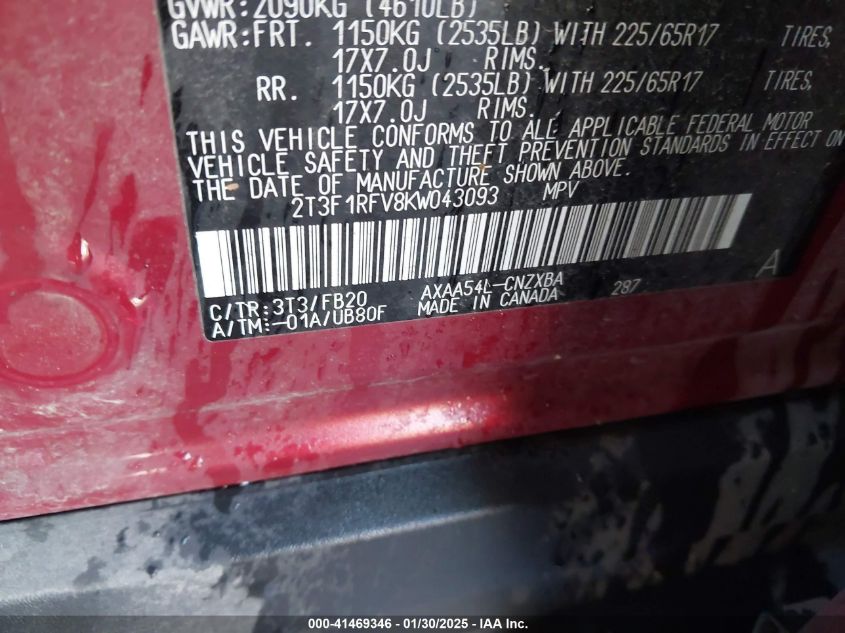 GVWR: 2090KG (4610LB)
GAWR: FRT. 1150KG (2535LB) WITH 225/65R17 TIRES,
17X7.0J RIMS.
RR. 1150KG (2535LB) WITH 225/65R17 TIRES,
17X7.0J RIMS.
THIS VEHICLE CONFORMS TO ALL APPLICABLE FEDERAL MOTOR
VEHICLE SAFETY AND THEFT PREVENTION STANDARDS IN EFFECT ON
THE DATE OF MANUFACTURE SHOWN ABOVE.
2T3F1RFV8KW043093 MPV
C/TR: 3T3/FB20 AXAA54L-CNZXBA 287 A
A/TM:-01A/UB80F MADE IN CANADA
000-41469346 - 01/30/2025 - IAA Inc.